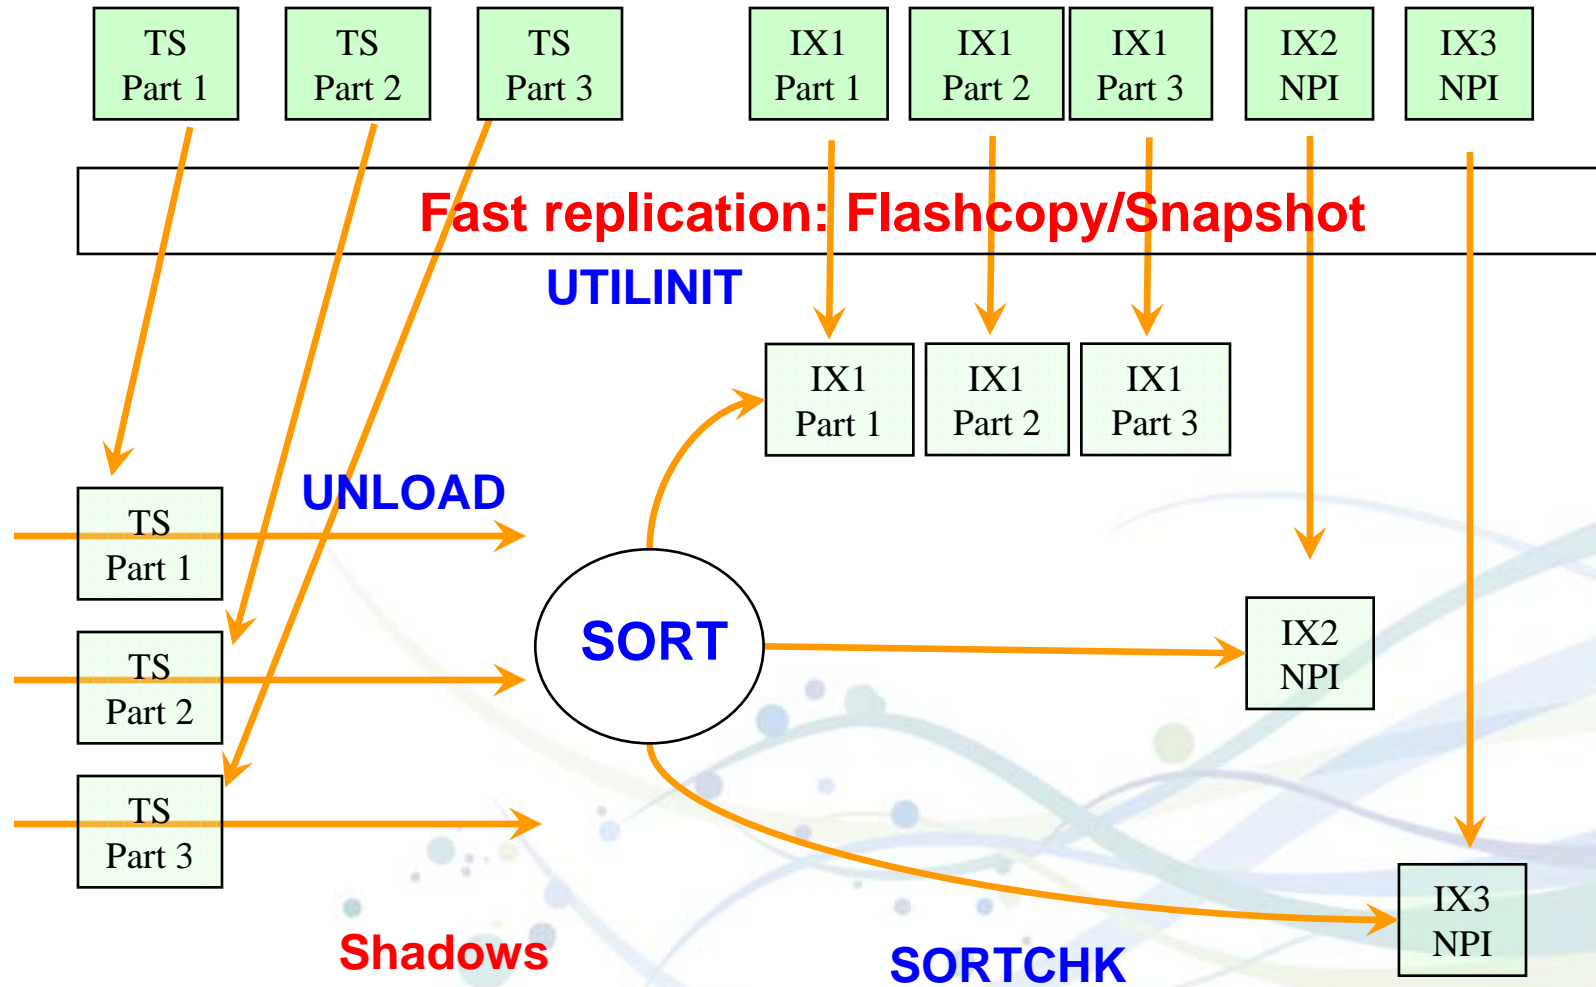 TS
Part 1
TS
Part 2
TS
Part 3
IX1
Part 1
IX1
Part 2
IX1
Part 3
IX2
NPI
IX3
NPI
Fast replication: Flashcopy/Snapshot
UTILINIT
IX1
Part 1
IX1
Part 2
IX1
Part 3
UNLOAD
TS
Part 1
SORT
IX2
NPI
TS
Part 2
TS
Part 3
IX3
NPI
Shadows
SORTCHK